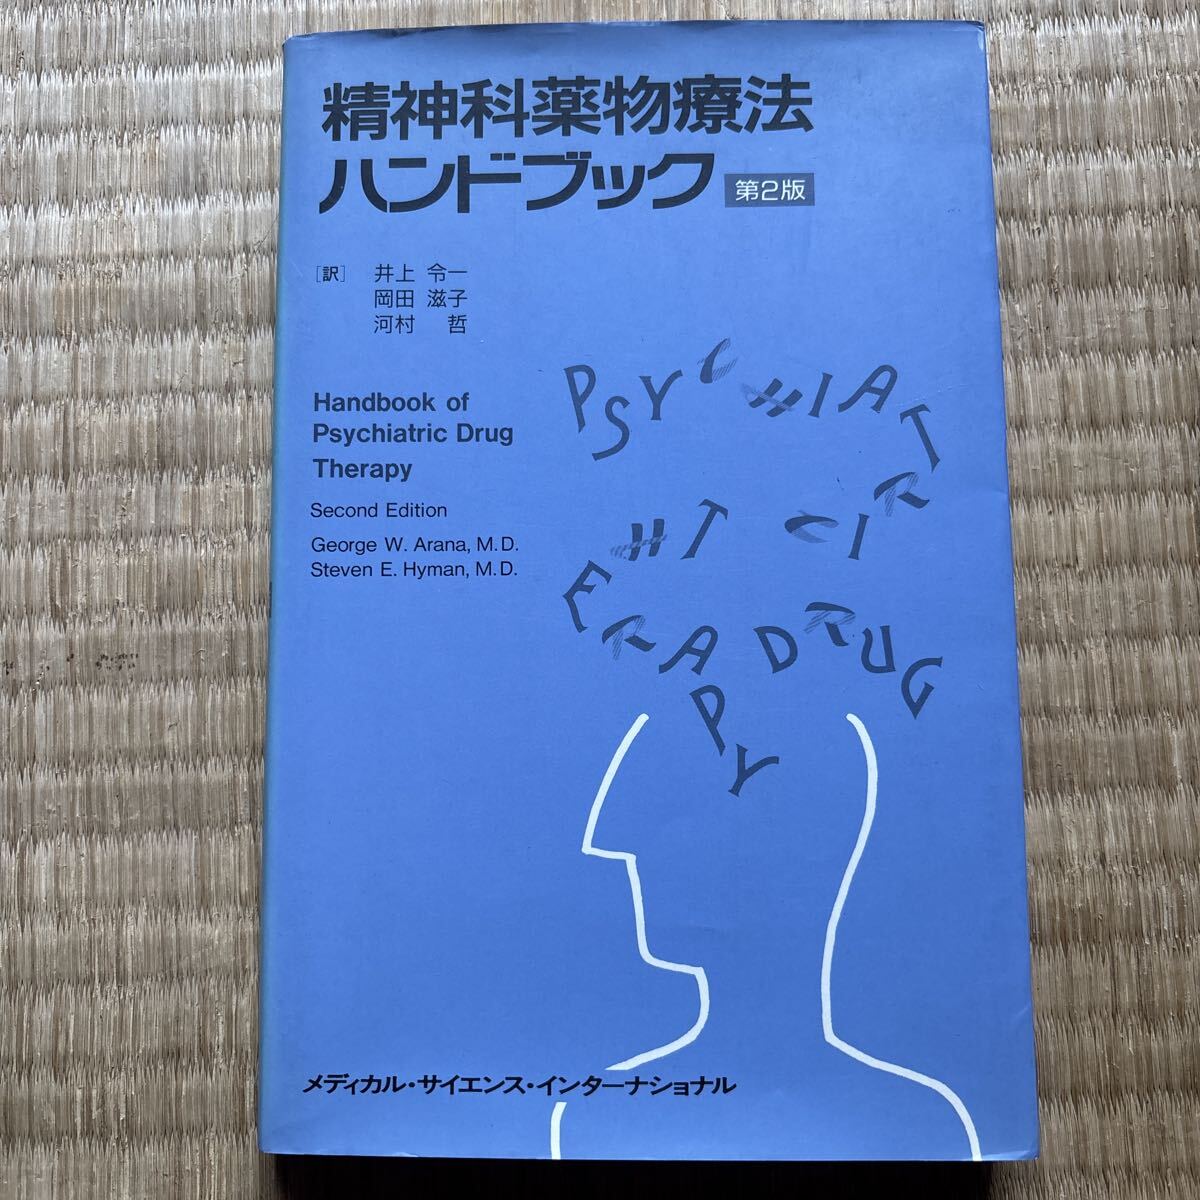 精神科薬物療法
ハンドブック 第2版
[訳] 井上 令一
岡田 滋子
河村 哲
Handbook of
Psychiatric Drug
Therapy
Second Edition
George W. Arana, M.D.
Steven E. Hyman, M.D.
PSYCHIATRIC DRUG
THERAPY
メディカル・サイエンス・インターナショナル